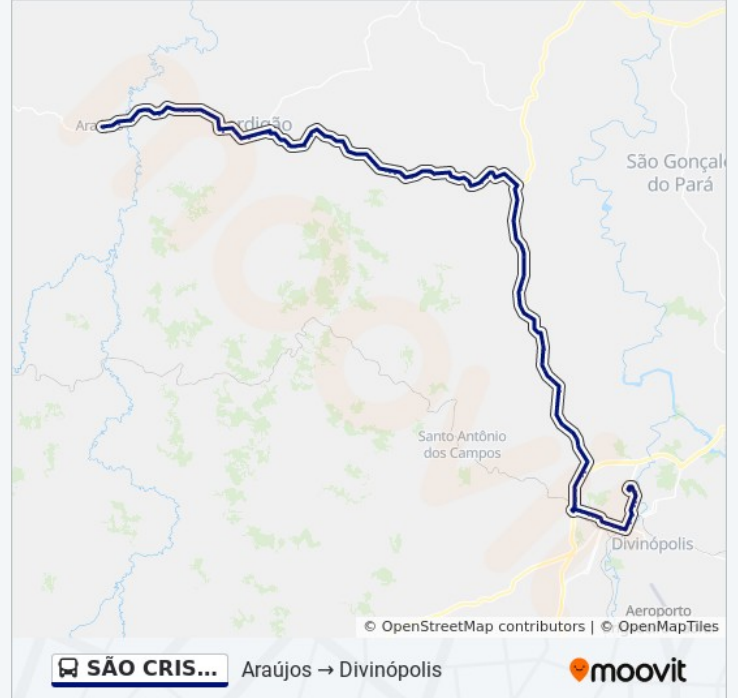 São Gonçalo
do Pará
Santo Antônio
dos Campos
Divinópolis
Aeroporto
© OpenStreetMap contributors | © OpenMapTiles
SÃO CRIS...
Araújos → Divinópolis
moovit